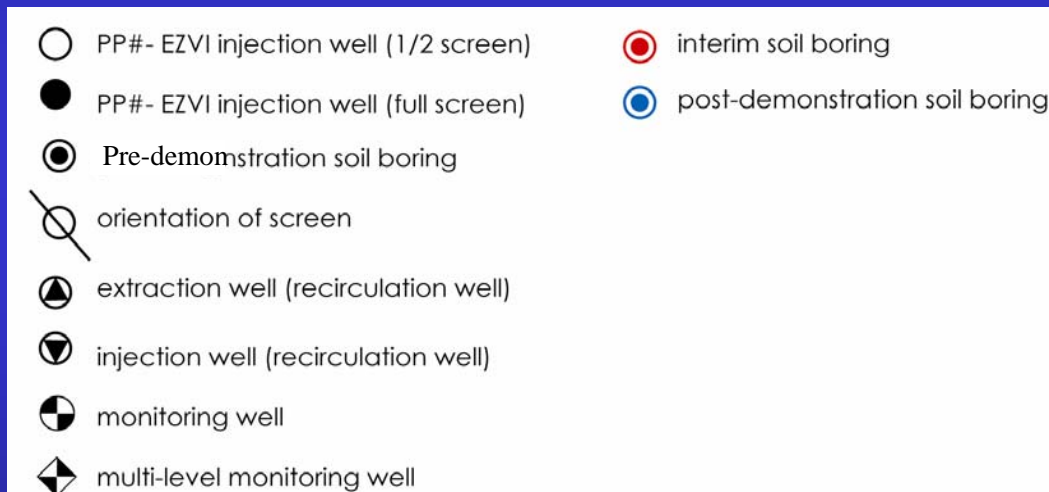 PP#- EZVI injection well (1/2 screen)
PP#- EZVI injection well (full screen)
Pre-demonstration soil boring
orientation of screen
extraction well (recirculation well)
injection well (recirculation well)
monitoring well
multi-level monitoring well
interim soil boring
post-demonstration soil boring